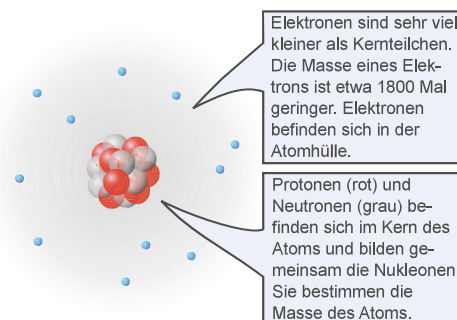 Elektronen sind sehr viel
kleiner als Kernteilchen.
Die Masse eines Elek-
trons ist etwa 1800 Mal
geringer. Elektronen
befinden sich in der
Atomhülle.
Protonen (rot) und
Neutronen (grau) be-
finden sich im Kern des
Atoms und bilden ge-
meinsam die Nukleonen
Sie bestimmen die
Masse des Atoms.